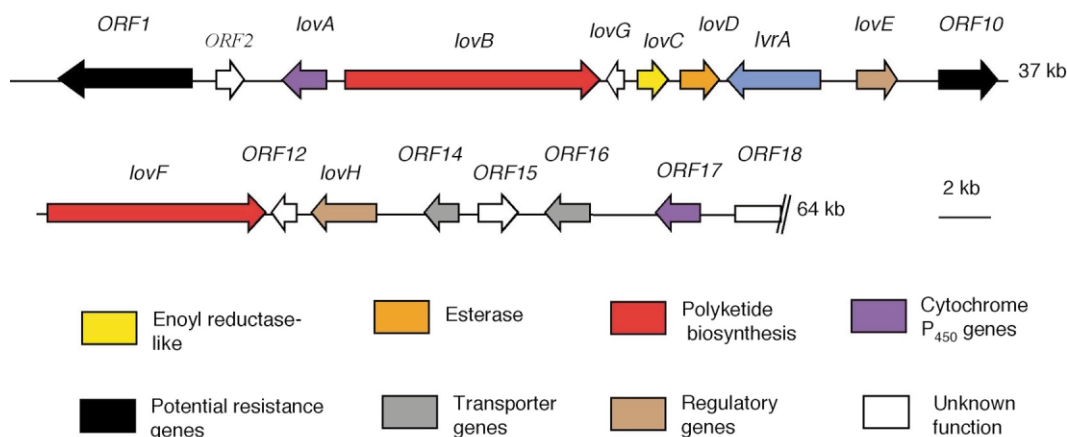 ORF1 ORF2 lovA lovB lovG lovC lovD lvrA lovE ORF10
37 kb
lovF ORF12 lovH ORF14 ORF15 ORF16 ORF17 ORF18
64 kb
2 kb
Enoyl reductase-
like
Esterase
Polyketide
biosynthesis
Cytochrome
P450 genes
Potential resistance
genes
Transporter
genes
Regulatory
genes
Unknown
function